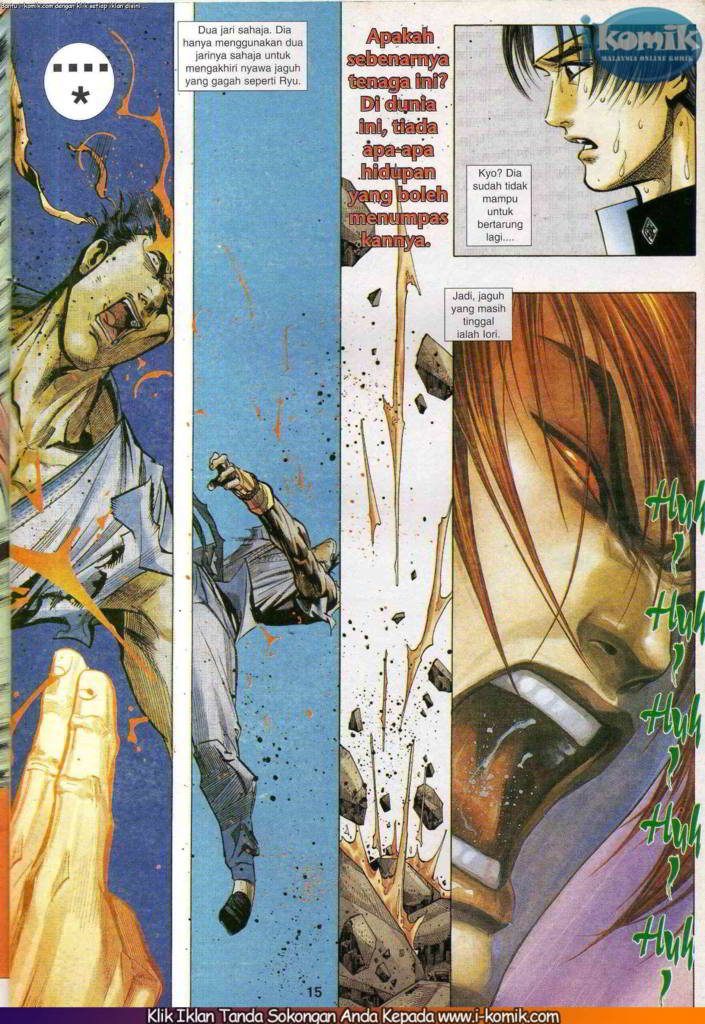 Bantu i-komik.com dengan klik setiap iklan disini
....
*
Dua jari sahaja. Dia
hanya menggunakan dua
jarinya sahaja untuk
mengakhiri nyawa jaguh
yang gagah seperti Ryu.
Apakah
sebenarnya
tenaga ini?
Di dunia
ini, tiada
apa-apa
hidupan
yang boleh
menumpas
kannya.
ikomik
MALAYSIA ONLINE KOMIK
Kyo? Dia
sudah tidak
mampu
untuk
bertarung
lagi....
Jadi, jaguh
yang masih
tinggal
ialah Iori.
Huh
Huh
Huh
Huh
Huh
15
Klik Iklan Tanda Sokongan Anda Kepada www.i-komik.com